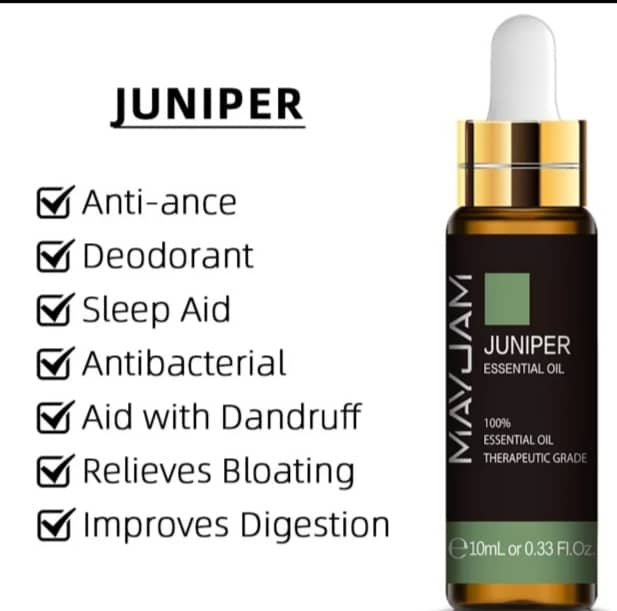 JUNIPER
Anti-ance
Deodorant
Sleep Aid
Antibacterial
Aid with Dandruff
Relieves Bloating
Improves Digestion
MAYJAM
JUNIPER
ESSENTIAL OIL
100%
ESSENTIAL OIL
THERAPEUTIC GRADE
℮10mL or 0.33 Fl.Oz.